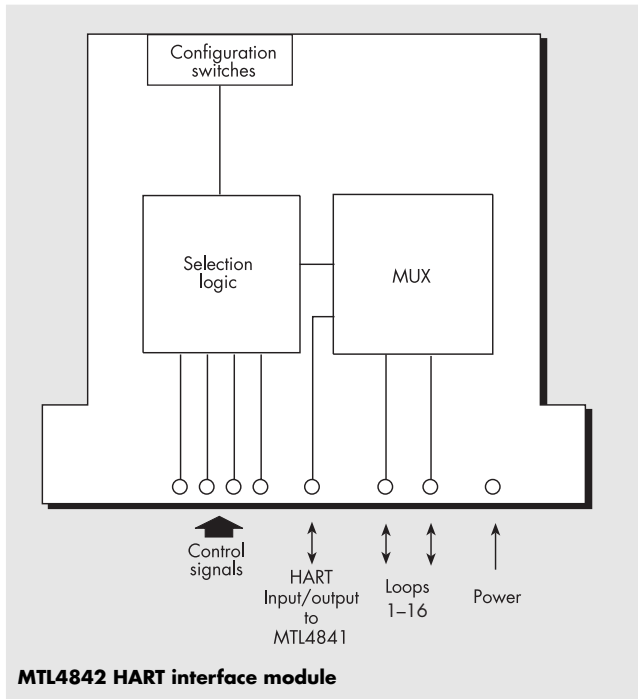 Configuration
switches
Selection
logic
MUX
Control
signals
HART
Input/output
to
MTL4841
Loops
1–16
Power
MTL4842 HART interface module